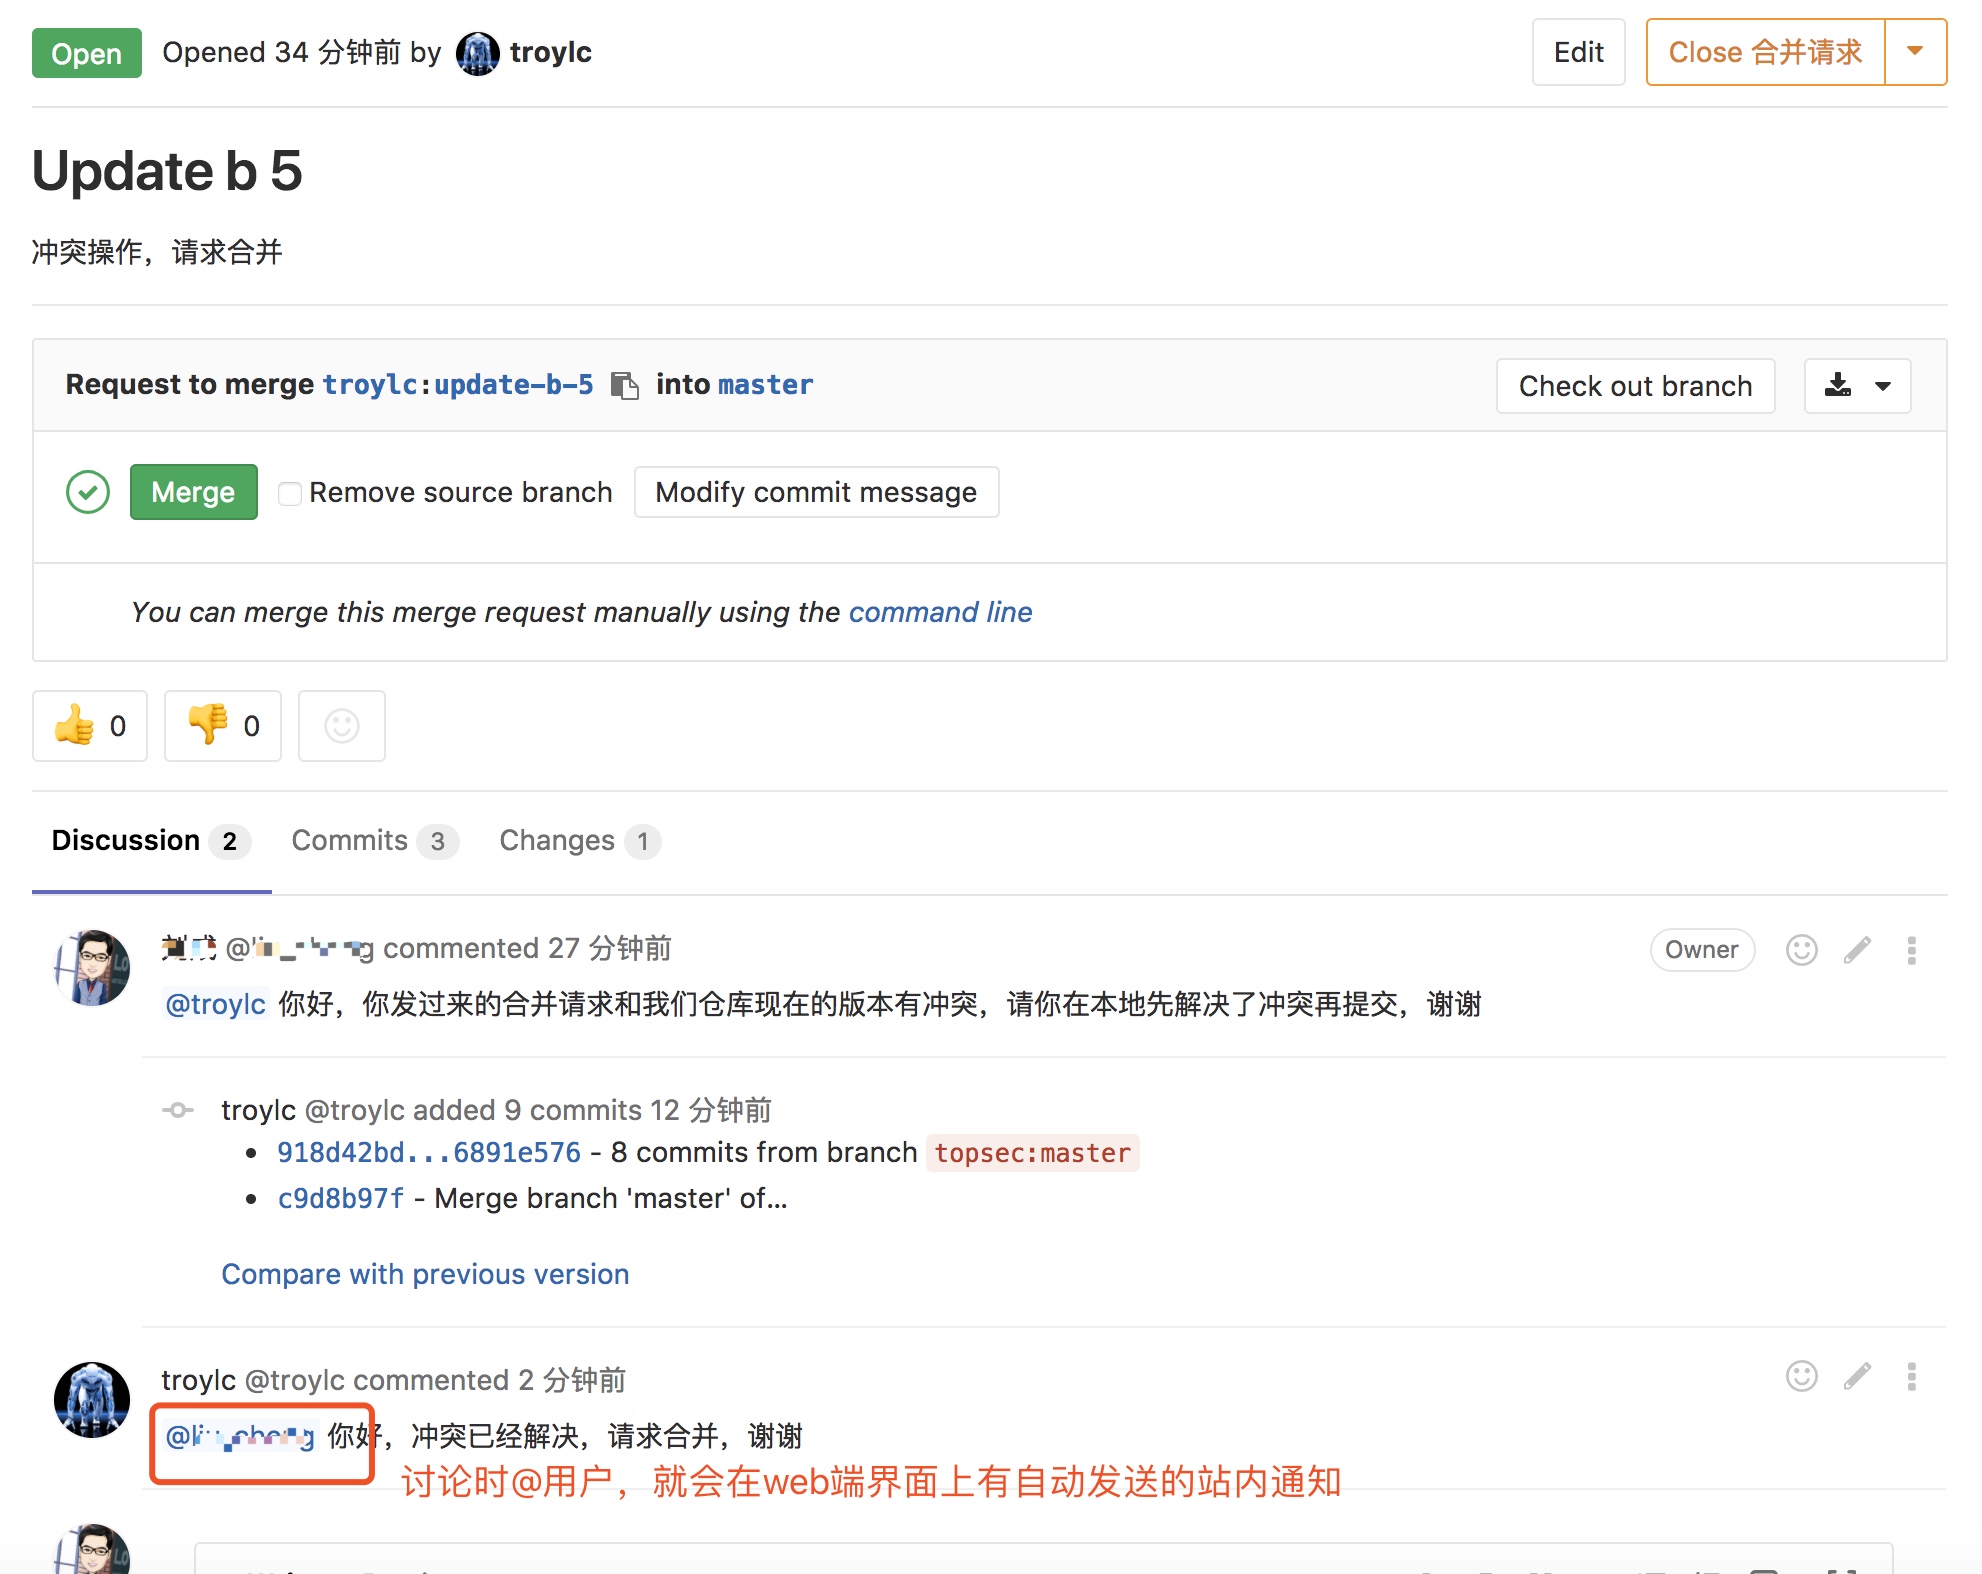 Open Opened 34 分钟前 by troylc Edit Close 合并请求
Update b 5
冲突操作，请求合并
Request to merge troylc:update-b-5 into master Check out branch
Merge Remove source branch Modify commit message
You can merge this merge request manually using the command line
0 0
Discussion 2 Commits 3 Changes 1
commented 27 分钟前 Owner
@troylc 你好，你发过来的合并请求和我们仓库现在的版本有冲突，请你在本地先解决了冲突再提交，谢谢
troylc @troylc added 9 commits 12 分钟前
• 918d42bd...6891e576 - 8 commits from branch topsec:master
• c9d8b97f - Merge branch 'master' of...
Compare with previous version
troylc @troylc commented 2 分钟前
你好，冲突已经解决，请求合并，谢谢
讨论时@用户，就会在web端界面上有自动发送的站内通知